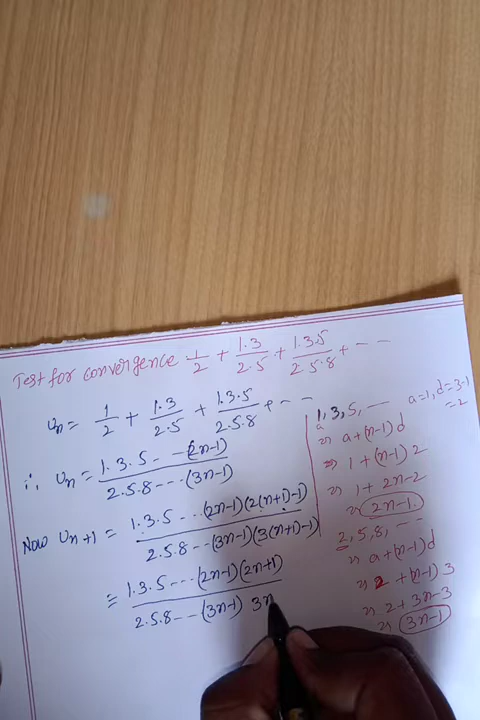 Test for convergence 1/2 + 1.3/2.5 + 1.3.5/2.5.8 + - -
Un = 1/2 + 1.3/2.5 + 1.3.5/2.5.8 + - -
∴ Un = 1.3.5 - - (2n-1) / 2.5.8 --- (3n-1)
Now Un+1 = 1.3.5 --- (2n-1)(2(n+1)-1) / 2.5.8 --- (3n-1)(3(n+1)-1)
= 1.3.5 --- (2n-1)(2n+1) / 2.5.8 -- (3n-1) 3n
1, 3, 5, --- a=1, d=3-1
=2
a
⇒ a+(n-1)d
⇒ 1+(n-1)2
⇒ 1+2n-2
⇒ 2n-1.
2, 5, 8, - - -
⇒ a+(n-1)d
⇒ 2+(n-1)3
⇒ 2+3n-3
⇒ 3n-1